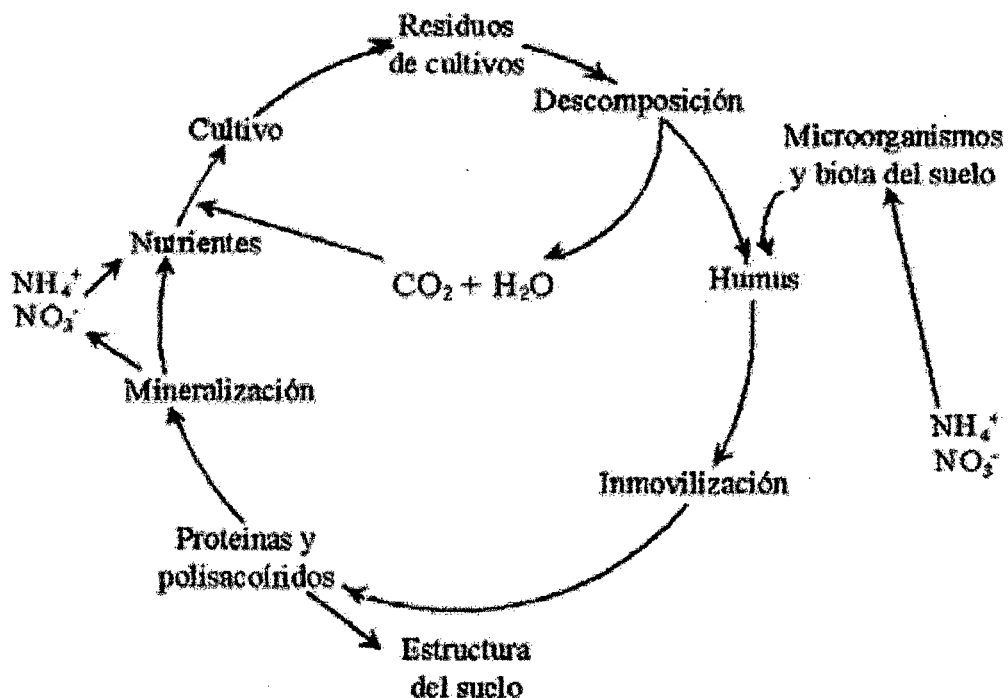 Residuos
de cultivos
Descomposición
Cultivo
Microorganismos
y biota del suelo
Nutrientes
NH₄⁺
NO₃⁻
CO₂ + H₂O
Humus
Mineralización
NH₄⁺
NO₃⁻
Inmovilización
Proteinas y
polisacoíridos
Estructura
del suelo